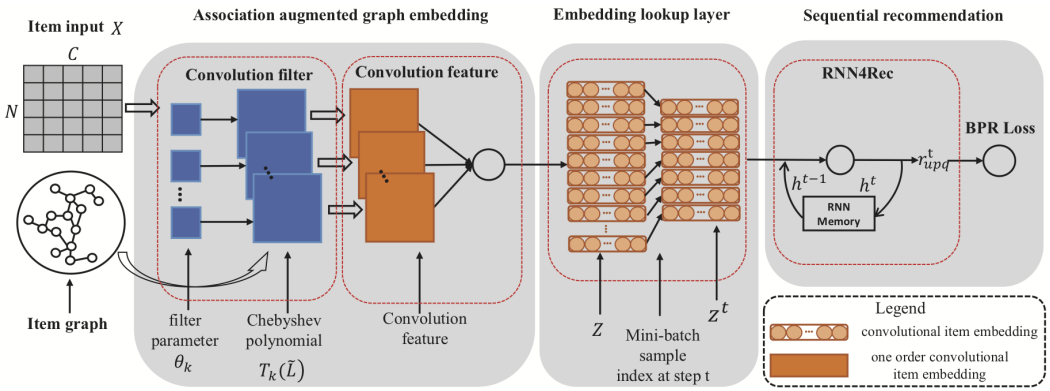 Association augmented graph embedding
Embedding lookup layer
Sequential recommendation
Item input X
C
N
Convolution filter
Convolution feature
RNN4Rec
BPR Loss
⋮
⋮
⋮
...
r_{upq}^{t}
h^{t-1}
h^{t}
RNN
Memory
Item graph
filter
parameter
θ_k
Chebyshev
polynomial
T_k(L̃)
Convolution
feature
Z
Mini-batch
sample
index at step t
Z^t
Legend
convolutional item embedding
one order convolutional
item embedding